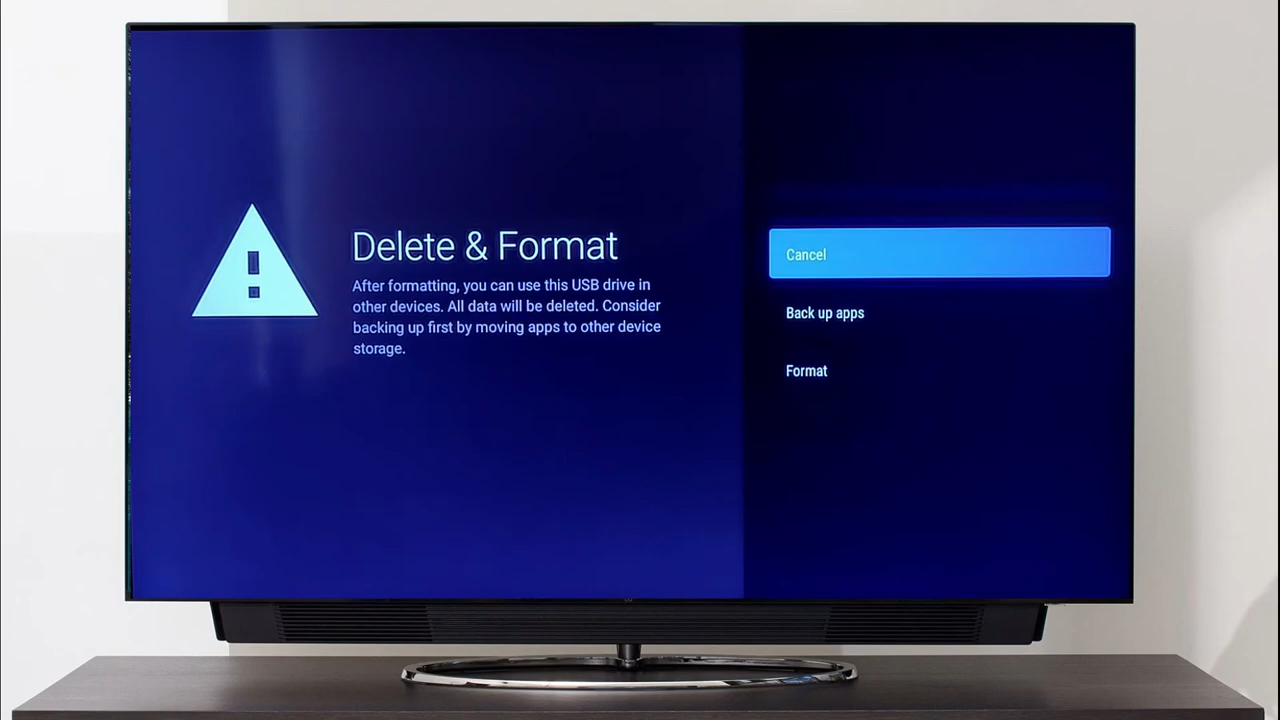 Delete & Format
After formatting, you can use this USB drive in
other devices. All data will be deleted. Consider
backing up first by moving apps to other device
storage.
Cancel
Back up apps
Format